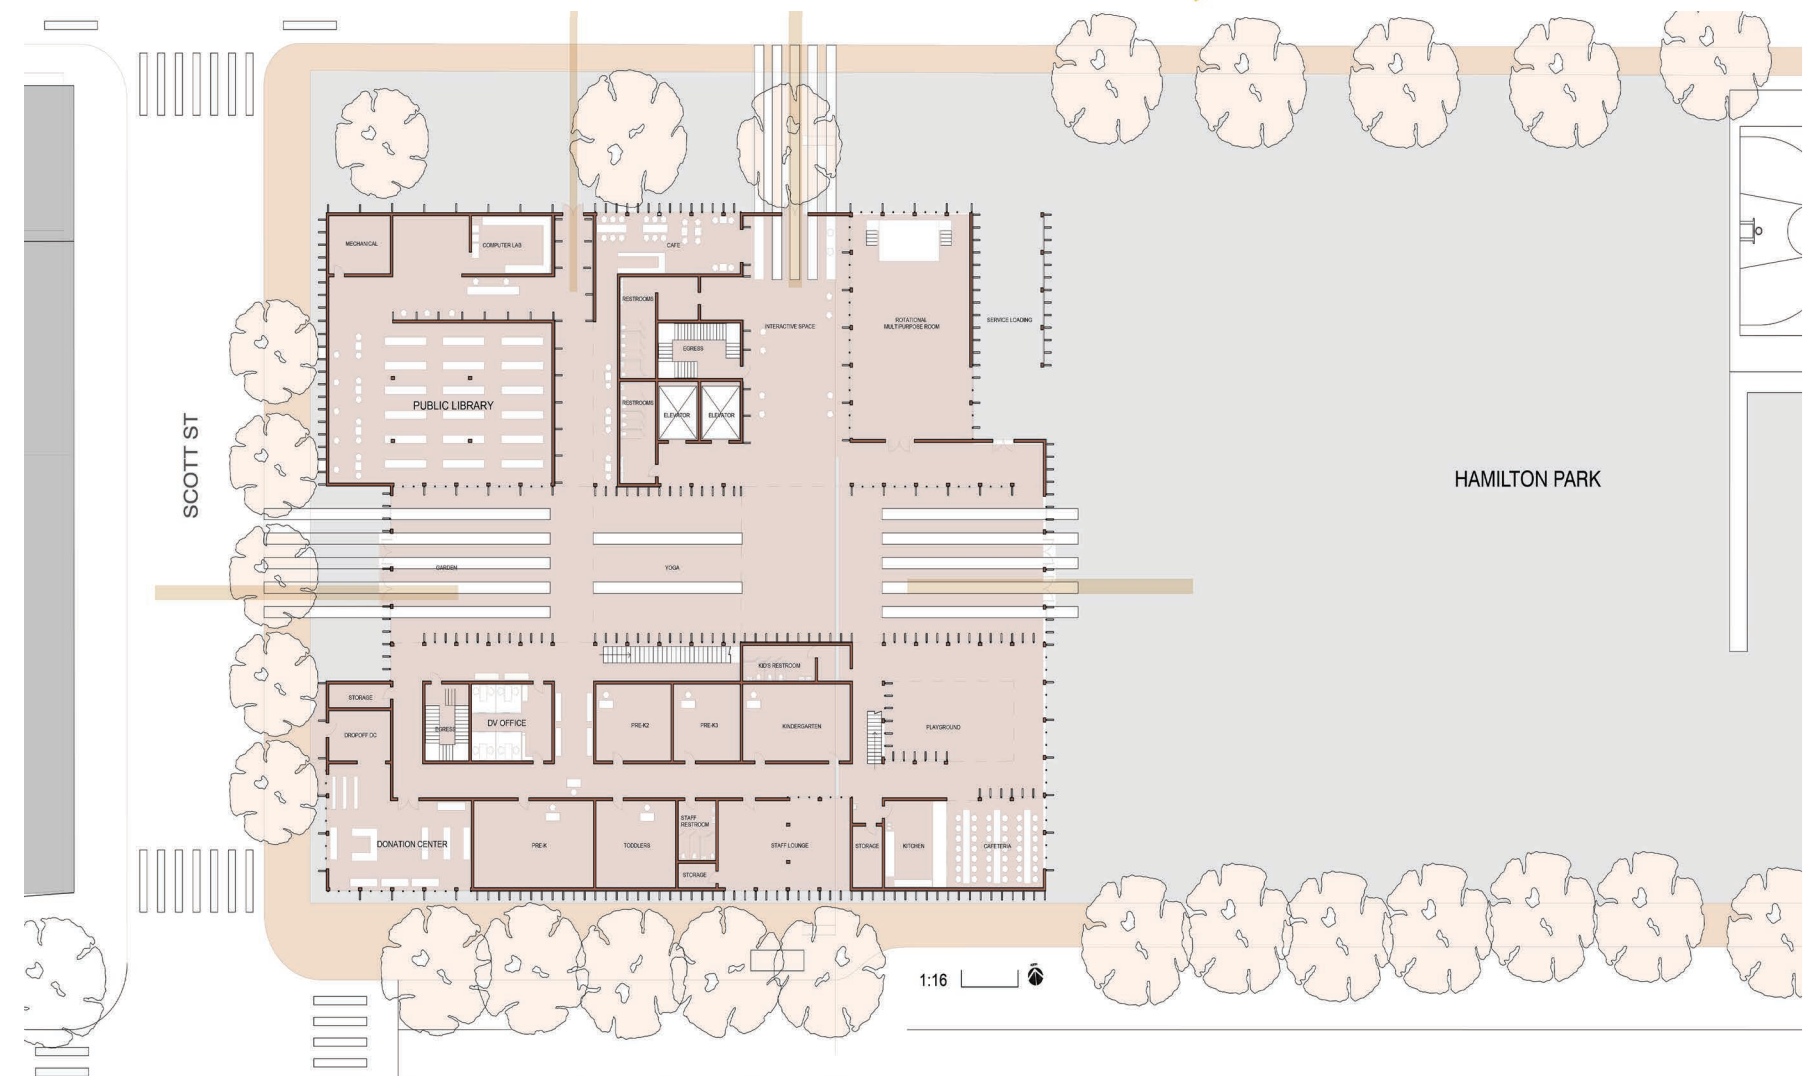 MECHANICAL
COMPUTER LAB
CAFE
RESTROOMS
EGRESS
INTERACTIVE SPACE
ROTATIONAL
MULTIPURPOSE ROOM
SERVICE LOADING
PUBLIC LIBRARY
RESTROOMS
ELEVATOR
ELEVATOR
SCOTT ST
HAMILTON PARK
GARDEN
YOGA
KID'S RESTROOM
STORAGE
EGRESS
DV OFFICE
PRE-K2
PRE-K3
KINDERGARTEN
PLAYGROUND
DROPOFF DC
DONATION CENTER
PRE-K
TODDLERS
STAFF
RESTROOM
STORAGE
STAFF LOUNGE
STORAGE
KITCHEN
CAFETERIA
1:16